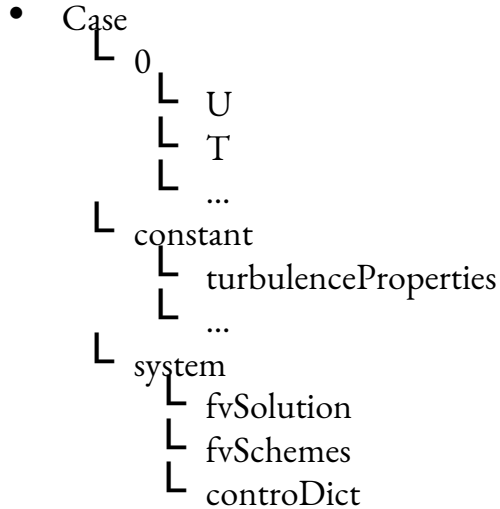 • Case
└ 0
└ U
└ T
└ ...
└ constant
└ turbulenceProperties
└ ...
└ system
└ fvSolution
└ fvSchemes
└ controDict